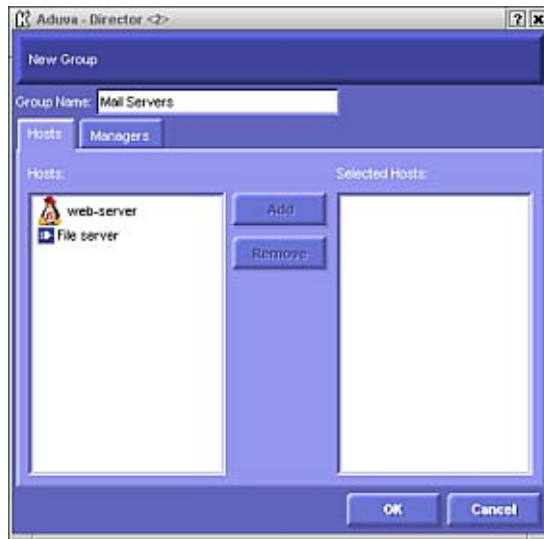 Aduva - Director <2>
New Group
Group Name: Mail Servers
Hosts Managers
Hosts: Selected Hosts:
web-server
File server
Add
Remove
OK Cancel